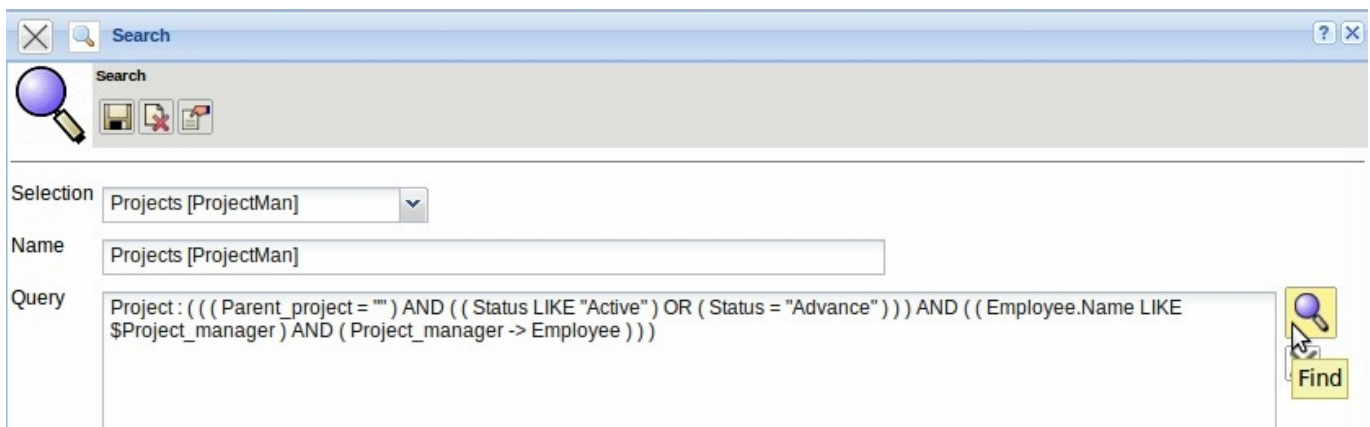 Search
Search
Selection
Projects [ProjectMan]
Name
Projects [ProjectMan]
Query
Project : ( ( ( Parent_project = "" ) AND ( ( Status LIKE "Active" ) OR ( Status = "Advance" ) ) ) AND ( ( Employee.Name LIKE
$Project_manager ) AND ( Project_manager -> Employee ) ) )
Find